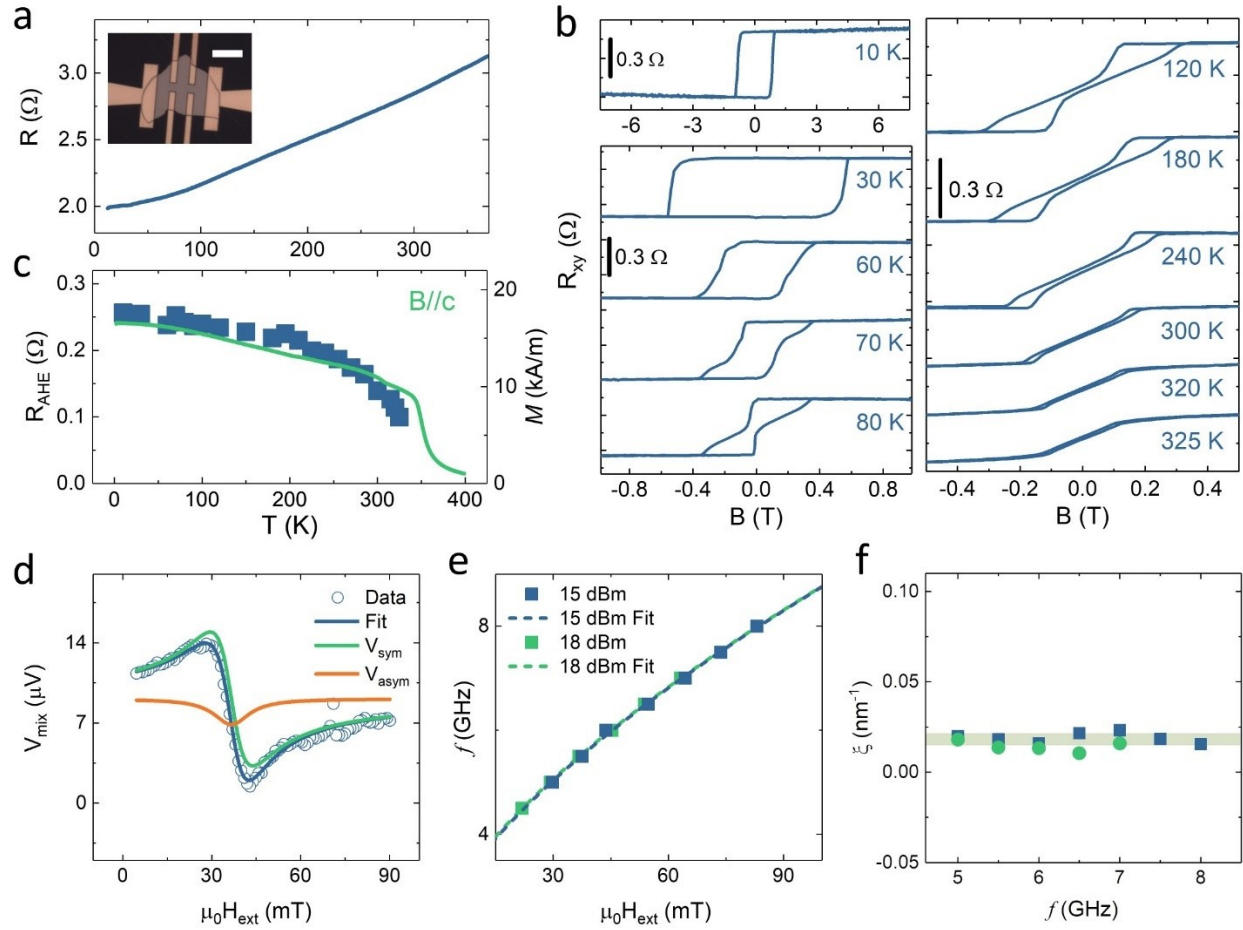 a
R (Ω)
3.0
2.5
2.0
0 100 200 300
b
R_xy (Ω)
0.3 Ω
10 K
-6 -3 0 3 6
30 K
0.3 Ω
60 K
70 K
80 K
-0.8 -0.4 0.0 0.4 0.8
B (T)
120 K
180 K
0.3 Ω
240 K
300 K
320 K
325 K
-0.4 -0.2 0.0 0.2 0.4
B (T)
c
R_AHE (Ω)
0.3
0.2
0.1
0.0
B//c
20
10
0
M (kA/m)
0 100 200 300 400
T (K)
d
V_mix (μV)
14
7
0
Data
Fit
V_sym
V_asym
0 30 60 90
μ₀H_ext (mT)
e
f (GHz)
8
4
15 dBm
15 dBm Fit
18 dBm
18 dBm Fit
30 60 90
μ₀H_ext (mT)
f
ξ (nm⁻¹)
0.10
0.05
0.00
-0.05
5 6 7 8
f (GHz)